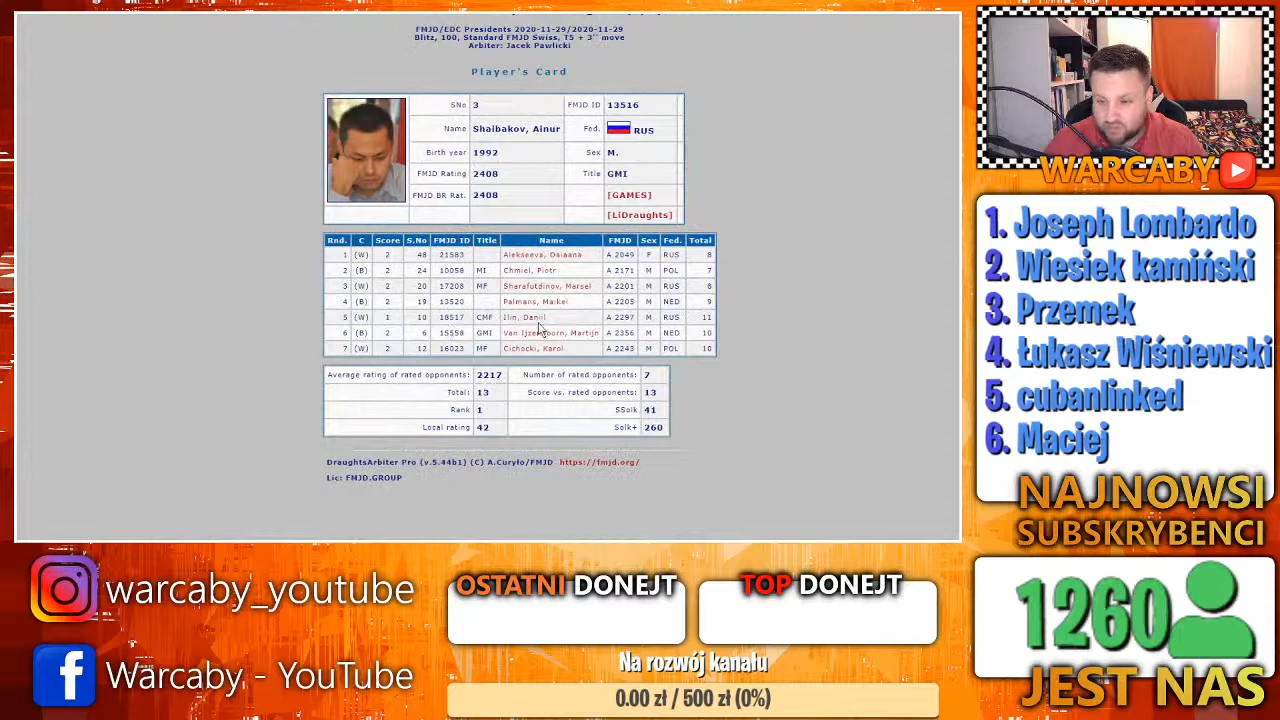 FMJD/EDC Presidents 2020-11-29/2020-11-29
Blitz, 100, Standard FMJD Swiss, T5 + 3" move
Arbiter: Jacek Pawlicki
Player's Card
SNo 3 FMJD ID 13516
Name Shaibakov, Ainur Fed. RUS
Birth year 1992 Sex M.
FMJD Rating 2408 Title GMI
FMJD BR Rat. 2408 [GAMES]
[LiDraughts]
Rnd. C Score S.No FMJD ID Title Name FMJD Sex Fed. Total
1 (W) 2 48 21583 Alekseeva, Dsiaana A 2049 F RUS 8
2 (B) 2 24 10058 MI Chmiel, Piotr A 2171 M POL 7
3 (W) 2 20 17208 MF Sharafutdinov, Marsel A 2201 M RUS 8
4 (B) 2 19 13520 Palmans, Maikel A 2205 M NED 9
5 (W) 1 10 18517 CMF Ilin, Daniil A 2297 M RUS 11
6 (B) 2 6 15558 GMI Van Martijn A 2356 M NED 10
7 (W) 2 12 16023 MF Cichocki, Karol A 2243 M POL 10
Average rating of rated opponents: 2217 Number of rated opponents: 7
Total: 13 Score vs. rated opponents: 13
Rank 1 SSolk 41
Local rating 42 Solk+ 260
DraughtsArbiter Pro (v.5.44b1) (C) A.Curyło/FMJD https://fmjd.org/
Lic: FMJD.GROUP
WARCABY
1. Joseph Lombardo
2. Wiesiek kamiński
3. Przemek
4. Łukasz Wiśniewski
5. cubanlinked
6. Maciej
NAJNOWSI
SUBSKRYBENCI
1260
JEST NAS
warcaby_youtube
Warcaby - YouTube
OSTATNI DONEJT
TOP DONEJT
Na rozwój kanału
0.00 zł / 500 zł (0%)